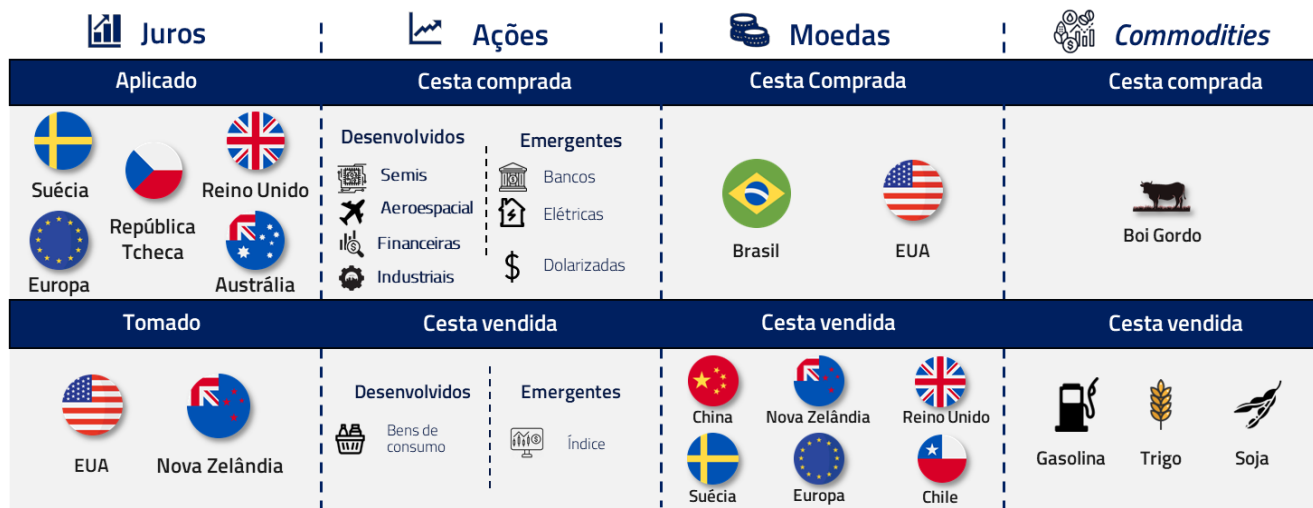 Juros
Ações
Moedas
Commodities
Aplicado
Cesta comprada
Cesta Comprada
Cesta comprada
Suécia
República
Tcheca
Reino Unido
Europa
Austrália
Desenvolvidos
Semis
Aeroespacial
Financeiras
Industriais
Emergentes
Bancos
Elétricas
Dolarizadas
Brasil
EUA
Boi Gordo
Tomado
Cesta vendida
Cesta vendida
Cesta vendida
EUA
Nova Zelândia
Desenvolvidos
Bens de
consumo
Emergentes
Índice
China
Nova Zelândia
Reino Unido
Suécia
Europa
Chile
Gasolina
Trigo
Soja